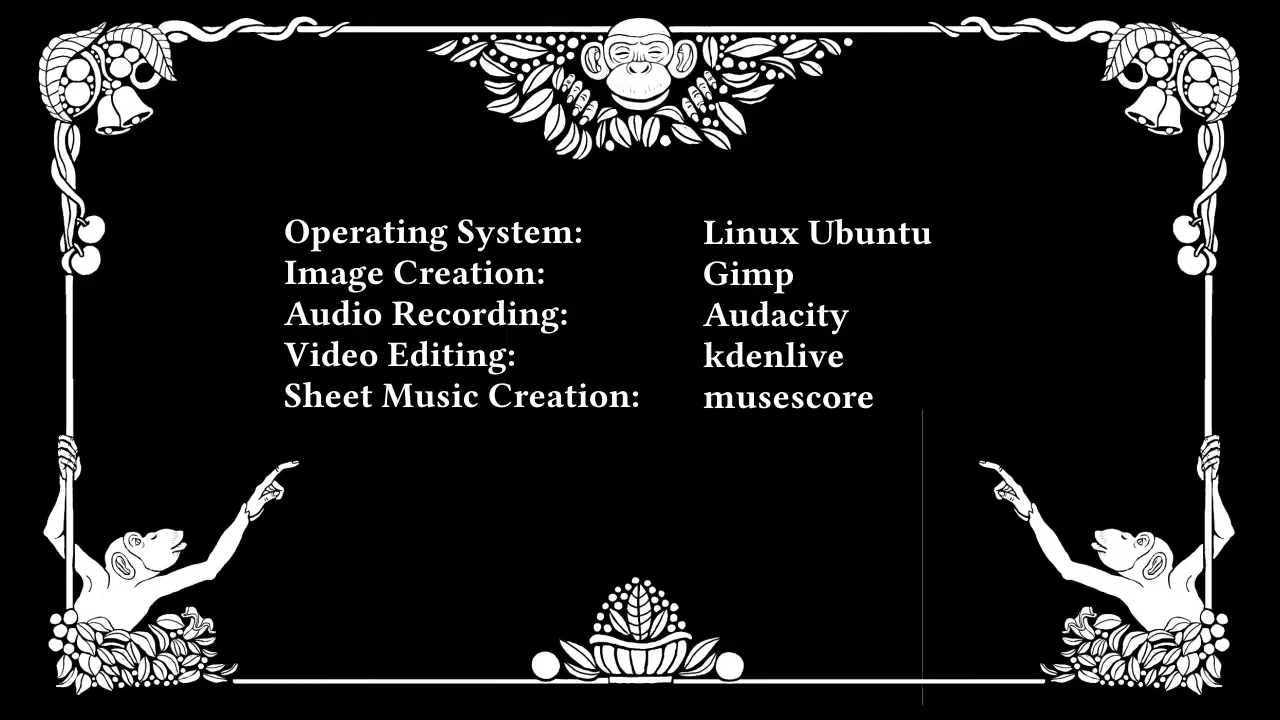 Operating System: Linux Ubuntu
Image Creation: Gimp
Audio Recording: Audacity
Video Editing: kdenlive
Sheet Music Creation: musescore